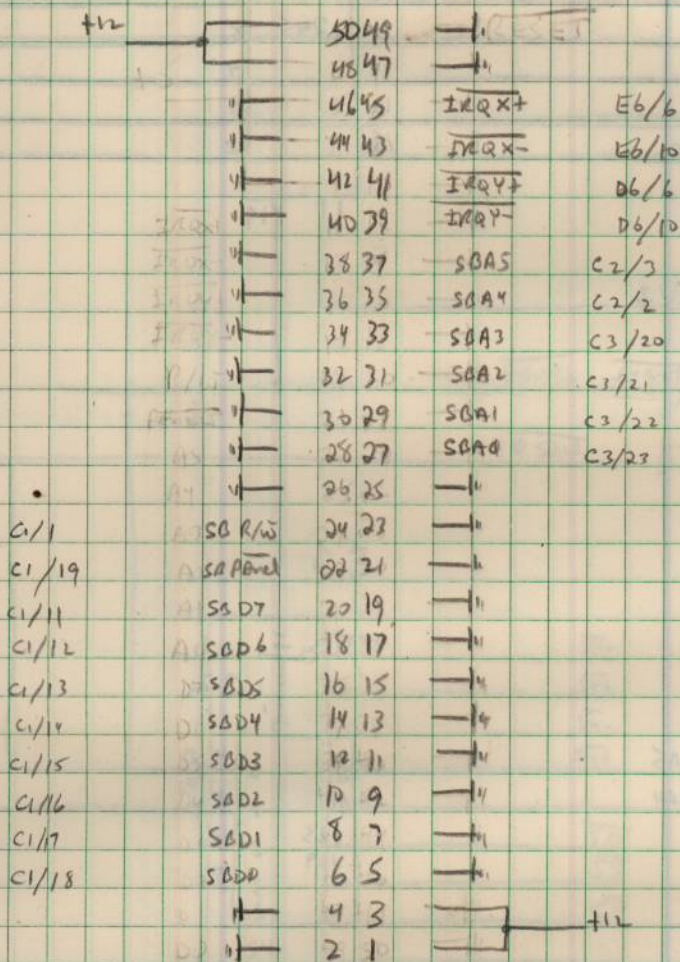 +12 50 49
48 47
46 45 IRQX+ E6/6
44 43 IRQX- E6/10
42 41 IRQY+ D6/6
40 39 IRQY- D6/10
38 37 SBA5 C2/3
36 35 SBA4 C2/2
34 33 SBA3 C3/20
32 31 SBA2 C3/21
30 29 SBA1 C3/22
28 27 SBA0 C3/23
26 25
C1/1 SB R/W 24 23
C1/19 22 21
C1/11 SBD7 20 19
C1/12 SBD6 18 17
C1/13 SBD5 16 15
C1/14 SBD4 14 13
C1/15 SBD3 12 11
C1/16 SBD2 10 9
C1/17 SBD1 8 7
C1/18 SBD0 6 5
4 3 +12
2 1